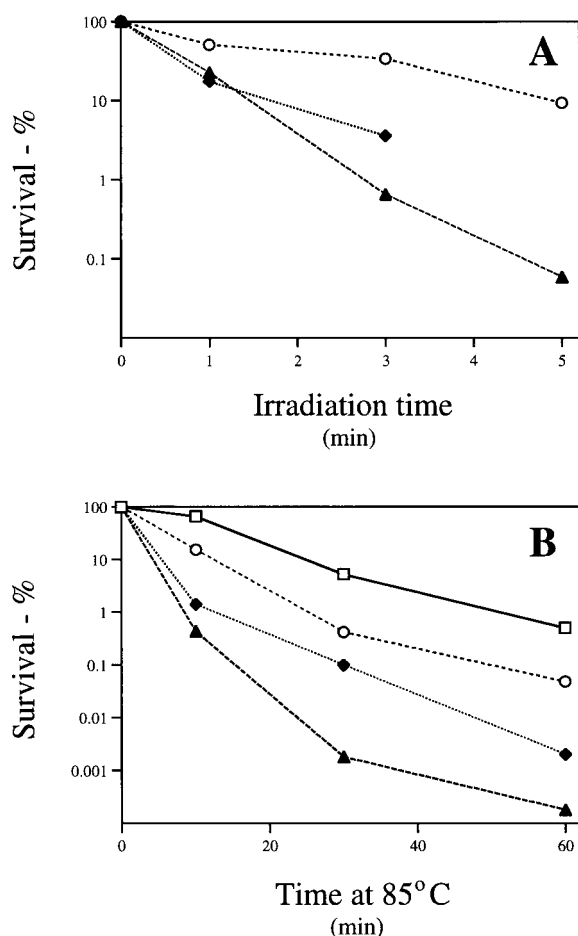 A
Survival - %
100
10
1
0.1
0 1 2 3 4 5
Irradiation time
(min)
B
Survival - %
100
10
1
0.1
0.01
0.001
0 20 40 60
Time at 85°C
(min)